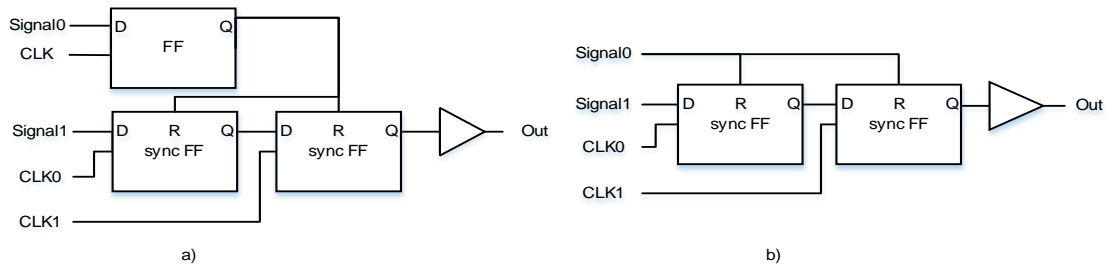 Signal0
D
Q
FF
CLK
Signal1
D
R
Q
sync FF
D
R
Q
sync FF
Out
CLK0
CLK1
a)
Signal0
Signal1
D
R
Q
sync FF
D
R
Q
sync FF
Out
CLK0
CLK1
b)